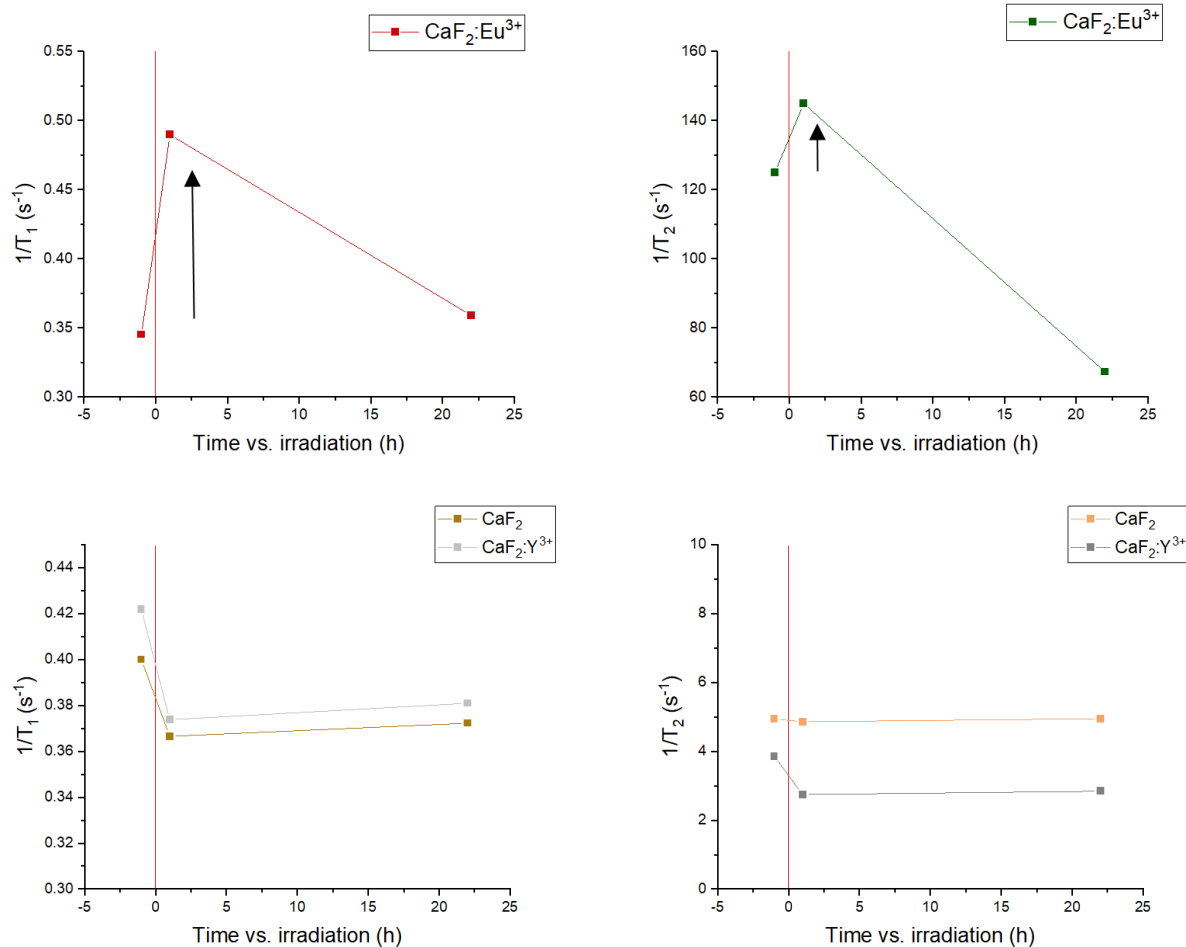 CaF₂:Eu³⁺
0.55
0.50
0.45
0.40
0.35
0.30
1/T₁ (s⁻¹)
-5 0 5 10 15 20 25
Time vs. irradiation (h)
CaF₂:Eu³⁺
160
140
120
100
80
60
1/T₂ (s⁻¹)
-5 0 5 10 15 20 25
Time vs. irradiation (h)
CaF₂
CaF₂:Y³⁺
0.44
0.42
0.40
0.38
0.36
0.34
0.32
0.30
1/T₁ (s⁻¹)
-5 0 5 10 15 20 25
Time vs. irradiation (h)
CaF₂
CaF₂:Y³⁺
10
8
6
4
2
0
1/T₂ (s⁻¹)
-5 0 5 10 15 20 25
Time vs. irradiation (h)